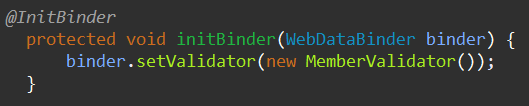 @InitBinder
protected void initBinder(WebDataBinder binder) {
binder.setValidator(new MemberValidator());
}